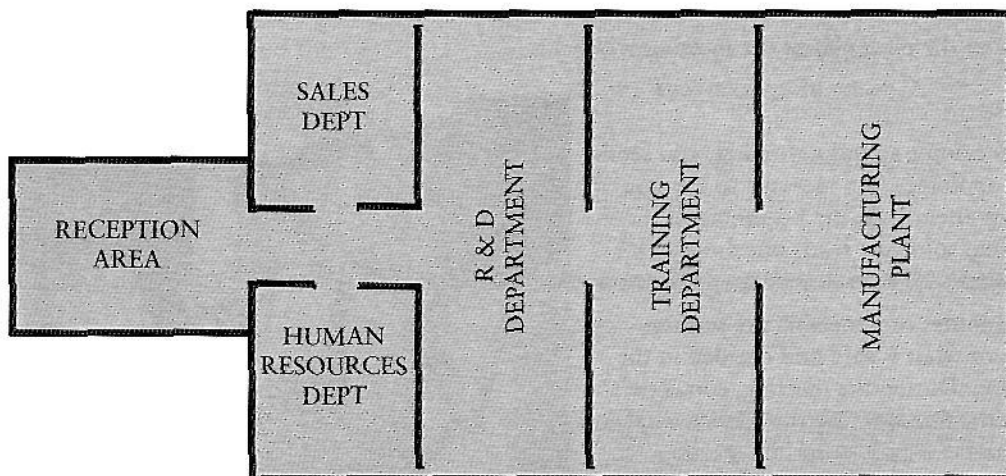 SALES
DEPT
RECEPTION
AREA
HUMAN
RESOURCES
DEPT
R & D
DEPARTMENT
TRAINING
DEPARTMENT
MANUFACTURING
PLANT